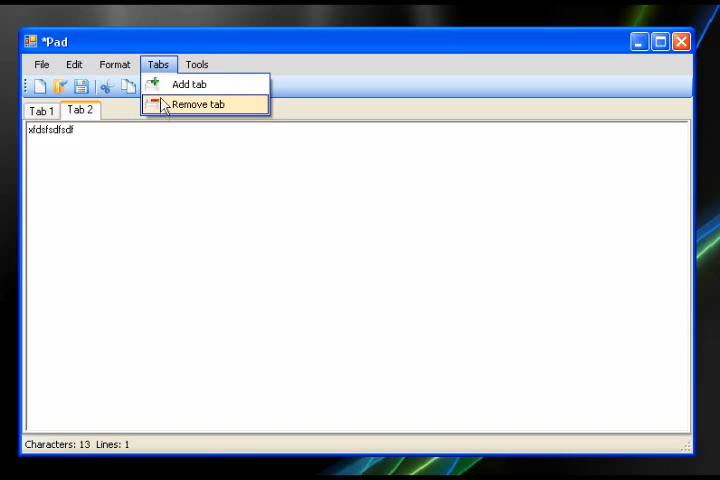 *Pad
File Edit Format Tabs Tools
Add tab
Remove tab
Tab 1 Tab 2
xfdsfsdfsdf
Characters: 13 Lines: 1